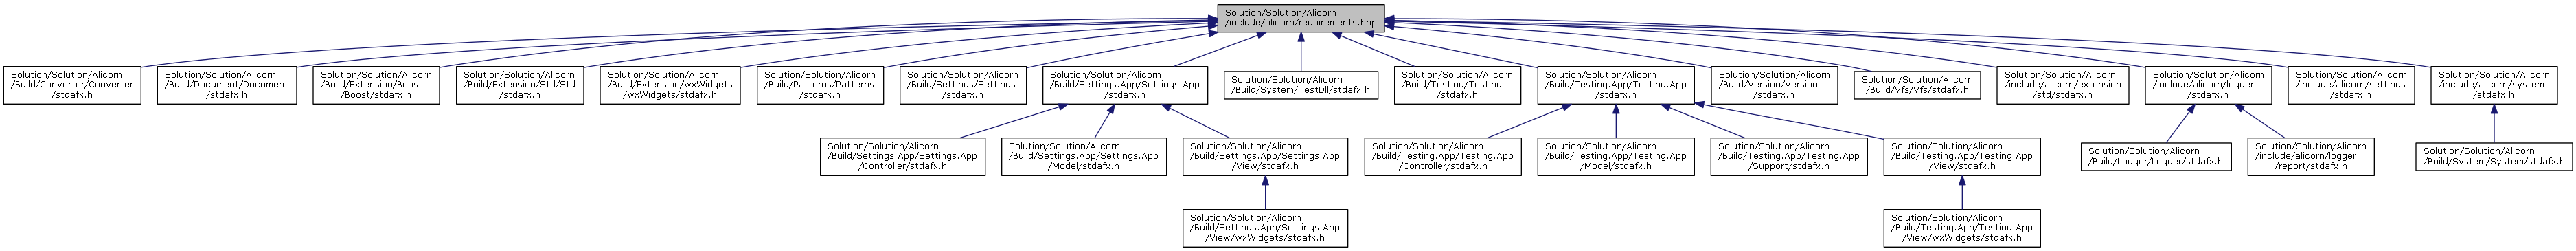 Solution/Solution/Alicorn
/include/alicorn/requirements.hpp
Solution/Solution/Alicorn
/Build/Converter/Converter
/stdafx.h
Solution/Solution/Alicorn
/Build/Document/Document
/stdafx.h
Solution/Solution/Alicorn
/Build/Extension/Boost
/Boost/stdafx.h
Solution/Solution/Alicorn
/Build/Extension/Std/Std
/stdafx.h
Solution/Solution/Alicorn
/Build/Extension/wxWidgets
/wxWidgets/stdafx.h
Solution/Solution/Alicorn
/Build/Patterns/Patterns
/stdafx.h
Solution/Solution/Alicorn
/Build/Settings/Settings
/stdafx.h
Solution/Solution/Alicorn
/Build/Settings.App/Settings.App
/stdafx.h
Solution/Solution/Alicorn
/Build/System/TestDll/stdafx.h
Solution/Solution/Alicorn
/Build/Testing/Testing
/stdafx.h
Solution/Solution/Alicorn
/Build/Testing.App/Testing.App
/stdafx.h
Solution/Solution/Alicorn
/Build/Version/Version
/stdafx.h
Solution/Solution/Alicorn
/Build/Vfs/Vfs/stdafx.h
Solution/Solution/Alicorn
/include/alicorn/extension
/std/stdafx.h
Solution/Solution/Alicorn
/include/alicorn/logger
/stdafx.h
Solution/Solution/Alicorn
/include/alicorn/settings
/stdafx.h
Solution/Solution/Alicorn
/include/alicorn/system
/stdafx.h
Solution/Solution/Alicorn
/Build/Settings.App/Settings.App
/Controller/stdafx.h
Solution/Solution/Alicorn
/Build/Settings.App/Settings.App
/Model/stdafx.h
Solution/Solution/Alicorn
/Build/Settings.App/Settings.App
/View/stdafx.h
Solution/Solution/Alicorn
/Build/Testing.App/Testing.App
/Controller/stdafx.h
Solution/Solution/Alicorn
/Build/Testing.App/Testing.App
/Model/stdafx.h
Solution/Solution/Alicorn
/Build/Testing.App/Testing.App
/Support/stdafx.h
Solution/Solution/Alicorn
/Build/Testing.App/Testing.App
/View/stdafx.h
Solution/Solution/Alicorn
/Build/Logger/Logger/stdafx.h
Solution/Solution/Alicorn
/include/alicorn/logger
/report/stdafx.h
Solution/Solution/Alicorn
/Build/System/System/stdafx.h
Solution/Solution/Alicorn
/Build/Settings.App/Settings.App
/View/wxWidgets/stdafx.h
Solution/Solution/Alicorn
/Build/Testing.App/Testing.App
/View/wxWidgets/stdafx.h